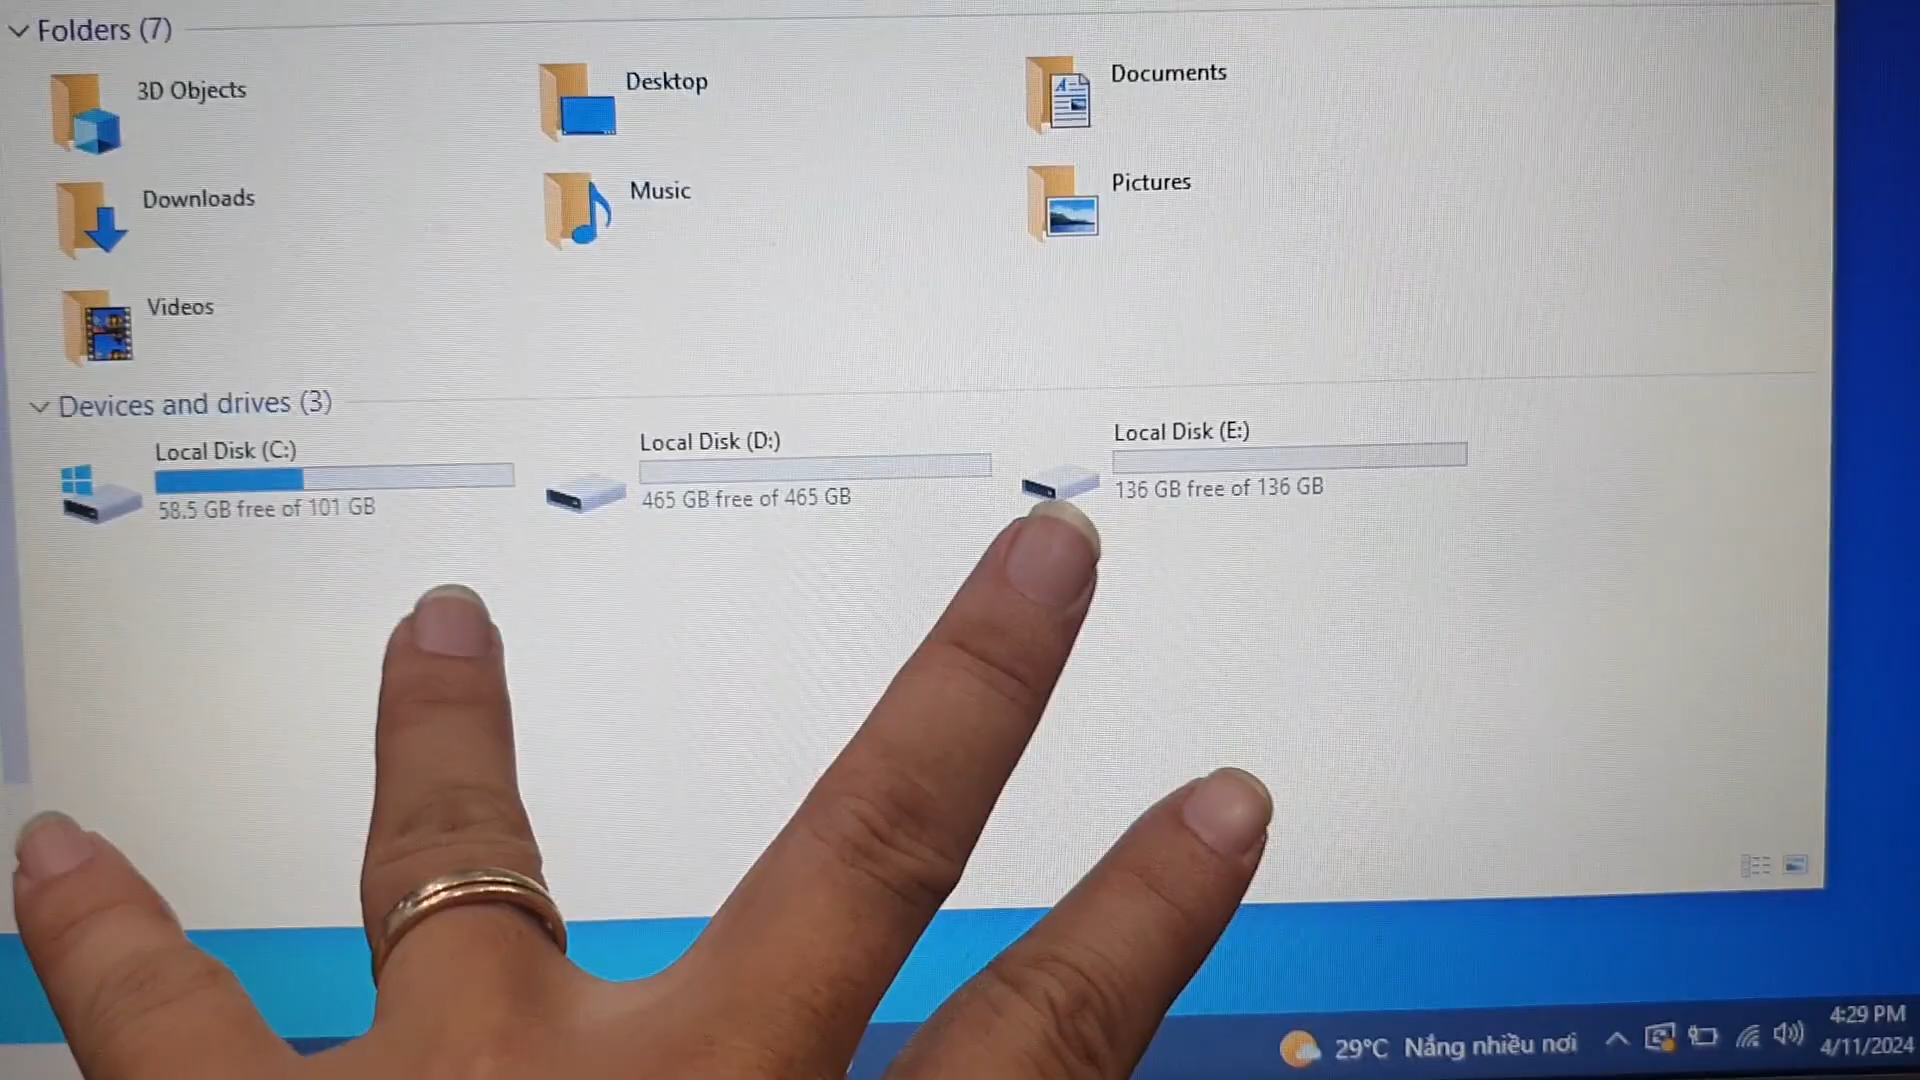 Folders (7)
3D Objects
Desktop
Documents
Downloads
Music
Pictures
Videos
Devices and drives (3)
Local Disk (C:)
58.5 GB free of 101 GB
Local Disk (D:)
465 GB free of 465 GB
Local Disk (E:)
136 GB free of 136 GB
29°C Nắng nhiều nơi
4:29 PM
4/11/2024